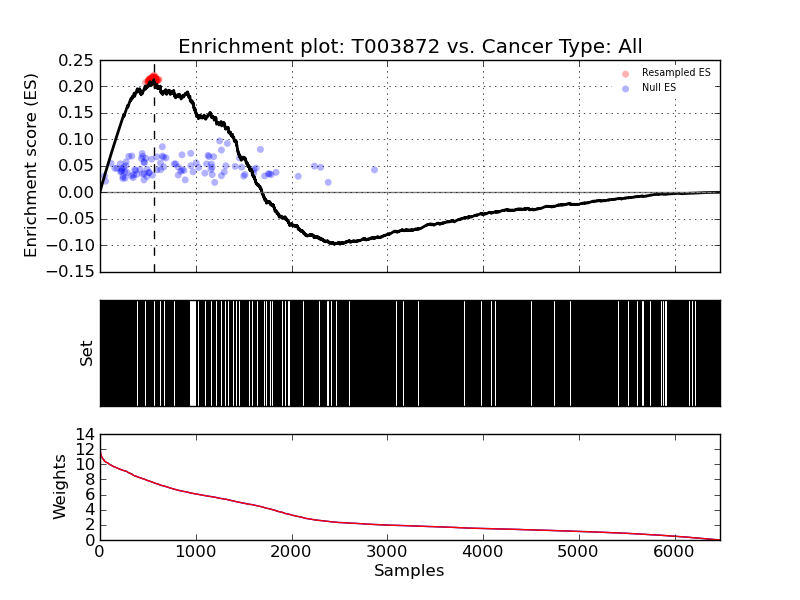 Enrichment plot: T003872 vs. Cancer Type: All
Enrichment score (ES)
0.25
0.20
0.15
0.10
0.05
0.00
−0.05
−0.10
−0.15
Resampled ES
Null ES
Set
Weights
14
12
10
8
6
4
2
0
0 1000 2000 3000 4000 5000 6000
Samples